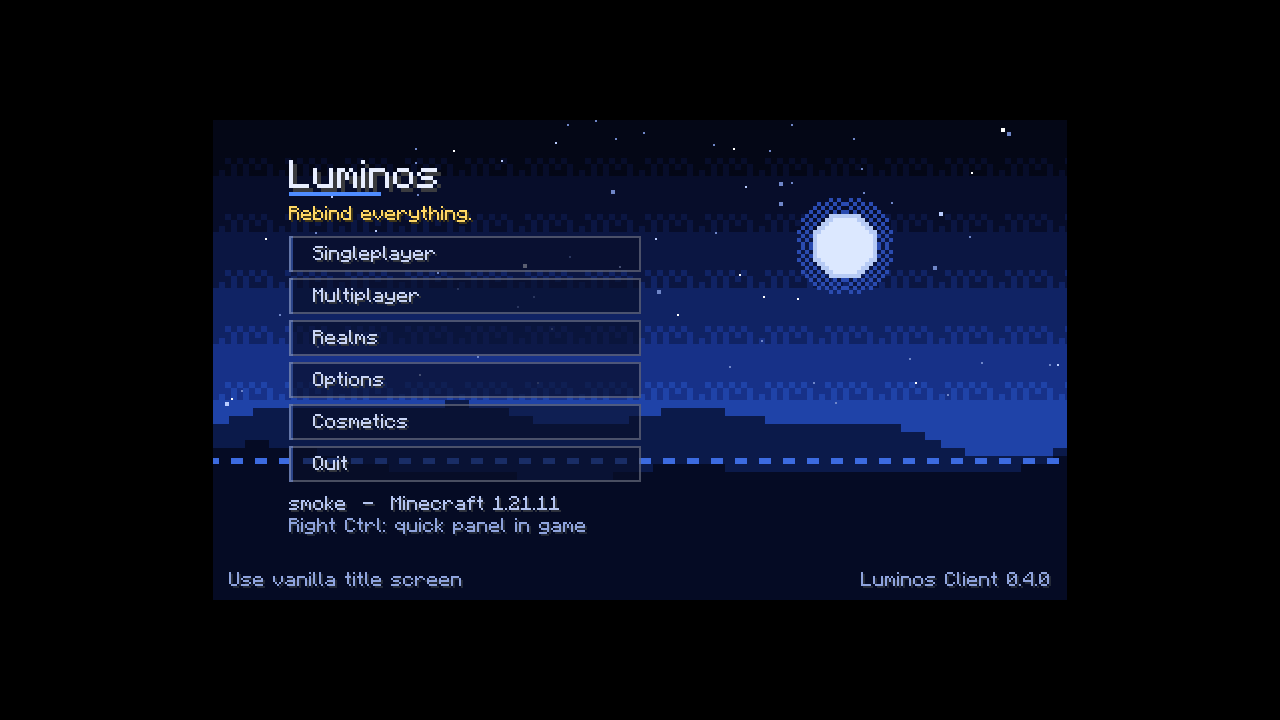 Luminos
Rebind everything.
Singleplayer
Multiplayer
Realms
Options
Cosmetics
Quit
smoke - Minecraft 1.21.11
Right Ctrl: quick panel in game
Use vanilla title screen
Luminos Client 0.4.0